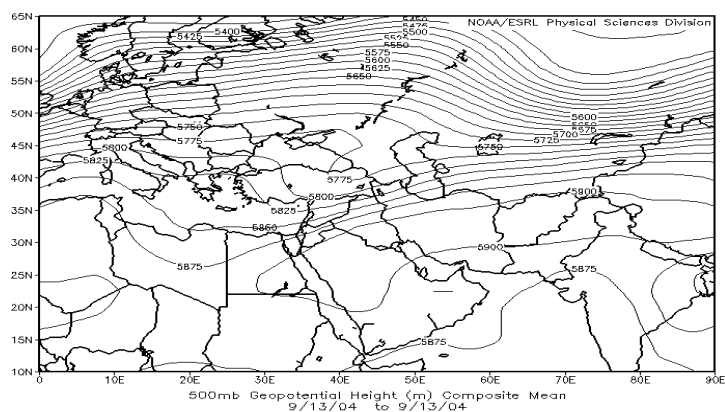 NOAA/ESRL Physical Sciences Division
65N
60N
55N
50N
45N
40N
35N
30N
25N
20N
15N
10N
5450
5475
5500
5525
5550
5575
5600
5625
5650
5425
5400
5600
5650
5675
5700
5725
5750
5750
5775
5800
5825
5775
5800
5825
5850
5900
5900
5875
5875
5875
0
10E
20E
30E
40E
50E
60E
70E
80E
90E
500mb Geopotential Height (m) Composite Mean
9/13/04 to 9/13/04